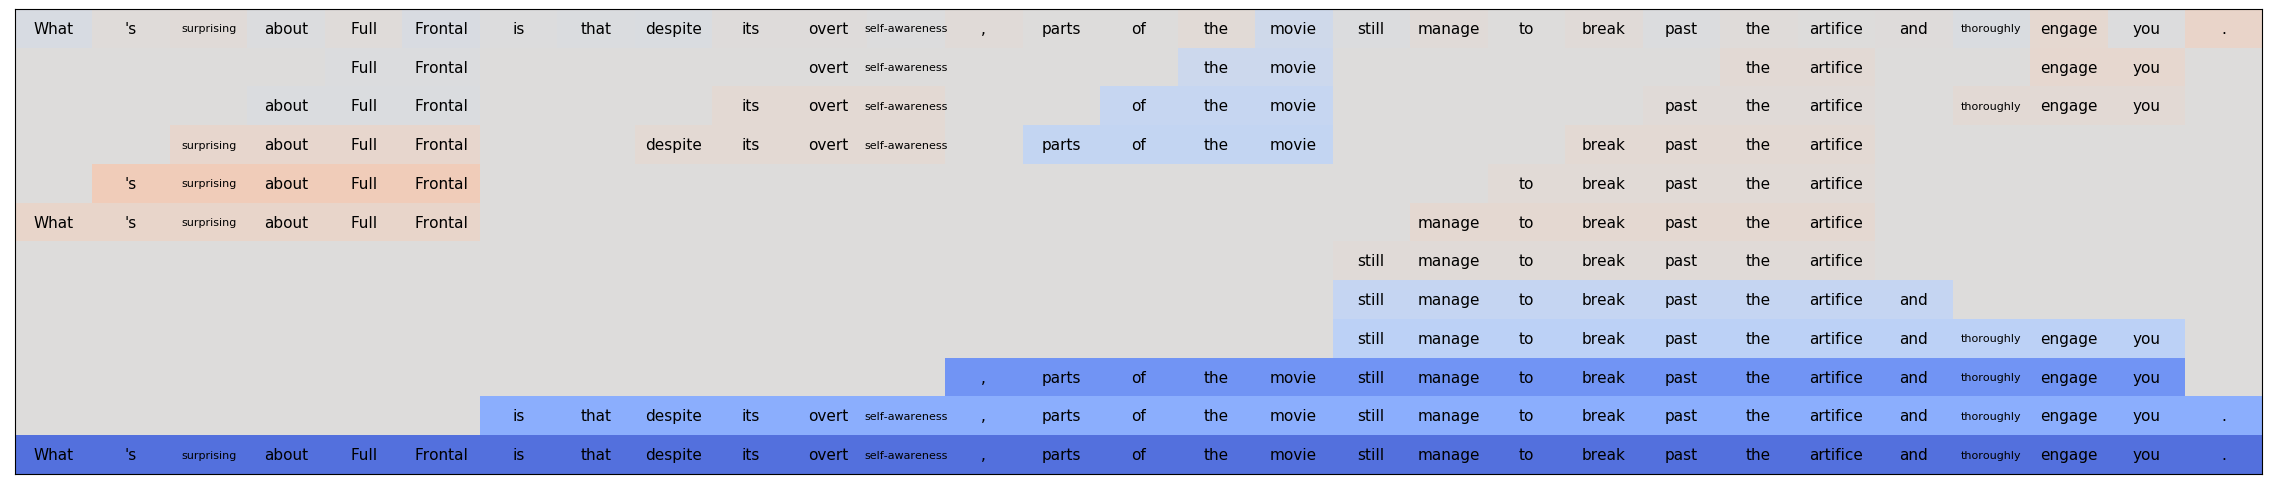 What 's surprising about Full Frontal is that despite its overt self-awareness , parts of the movie still manage to break past the artifice and thoroughly engage you .
Full Frontal overt self-awareness the movie the artifice engage you
about Full Frontal its overt self-awareness of the movie past the artifice thoroughly engage you
surprising about Full Frontal despite its overt self-awareness parts of the movie break past the artifice
's surprising about Full Frontal to break past the artifice
What 's surprising about Full Frontal manage to break past the artifice
still manage to break past the artifice
still manage to break past the artifice and
still manage to break past the artifice and thoroughly engage you
, parts of the movie still manage to break past the artifice and thoroughly engage you
is that despite its overt self-awareness , parts of the movie still manage to break past the artifice and thoroughly engage you .
What 's surprising about Full Frontal is that despite its overt self-awareness , parts of the movie still manage to break past the artifice and thoroughly engage you .